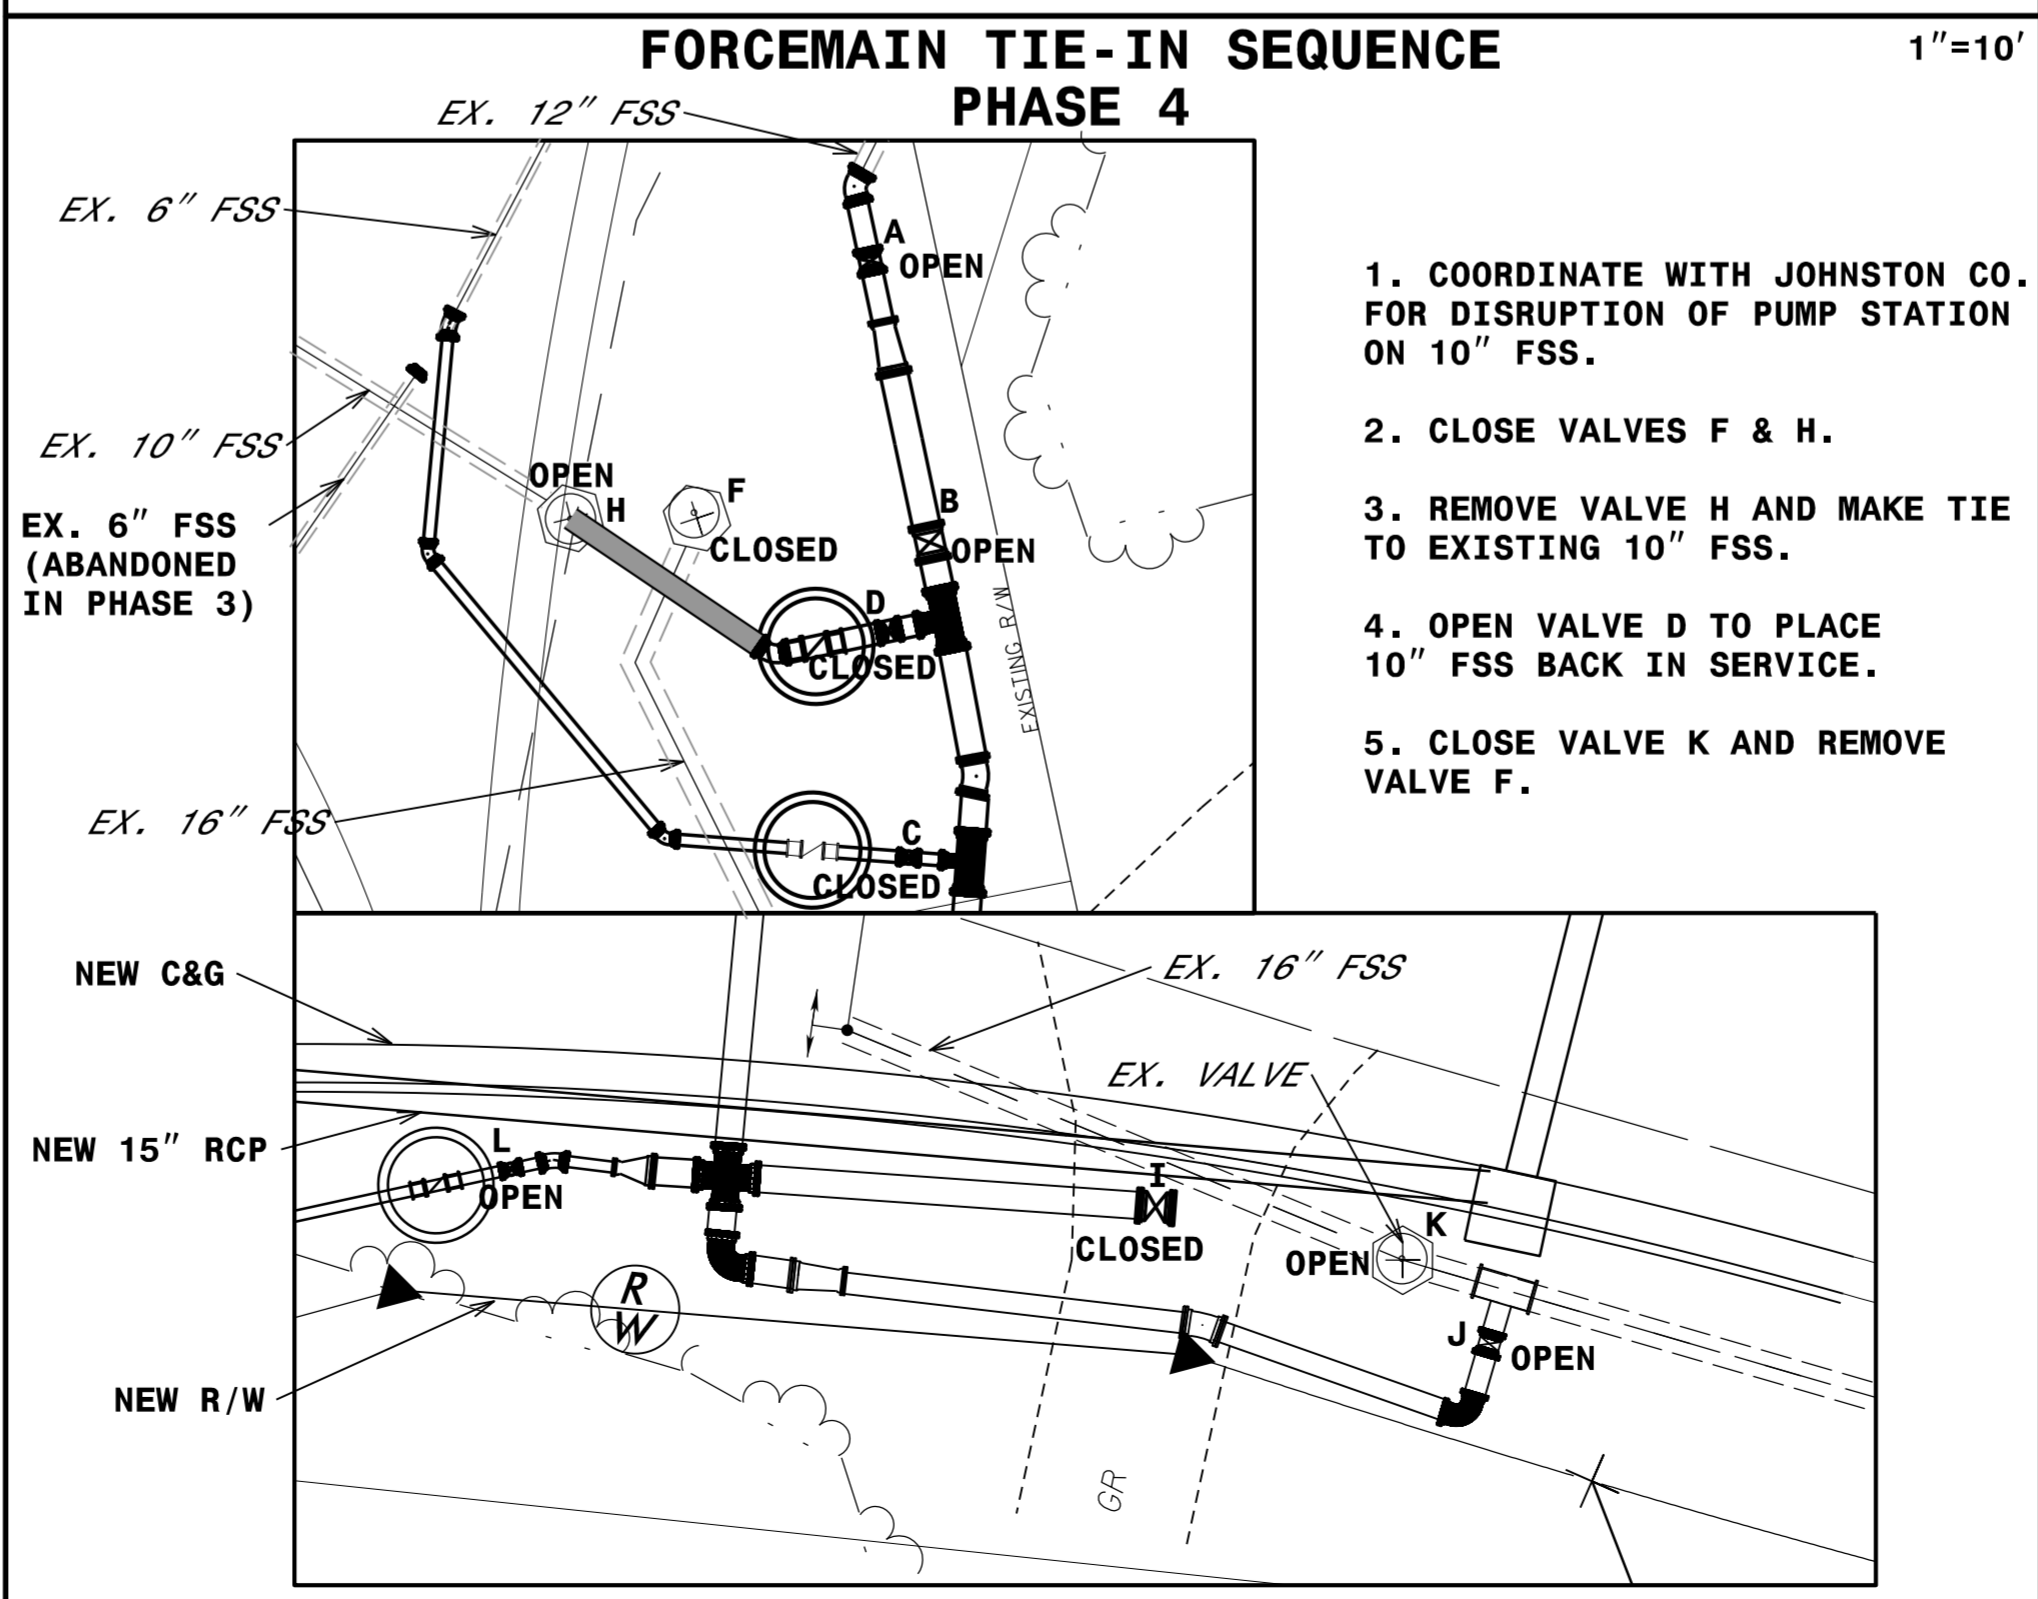 FORCEMAIN TIE-IN SEQUENCE
PHASE 4
1"=10'
EX. 12" FSS
EX. 6" FSS
EX. 10" FSS
EX. 6" FSS
(ABANDONED
IN PHASE 3)
EX. 16" FSS
A
OPEN
B
OPEN
OPEN
H
F
CLOSED
D
CLOSED
C
CLOSED
EXISTING R/W
1. COORDINATE WITH JOHNSTON CO.
FOR DISRUPTION OF PUMP STATION
ON 10" FSS.
2. CLOSE VALVES F & H.
3. REMOVE VALVE H AND MAKE TIE
TO EXISTING 10" FSS.
4. OPEN VALVE D TO PLACE
10" FSS BACK IN SERVICE.
5. CLOSE VALVE K AND REMOVE
VALVE F.
NEW C&G
NEW 15" RCP
NEW R/W
EX. 16" FSS
EX. VALVE
L
OPEN
I
CLOSED
K
OPEN
J
OPEN
R
W
GR